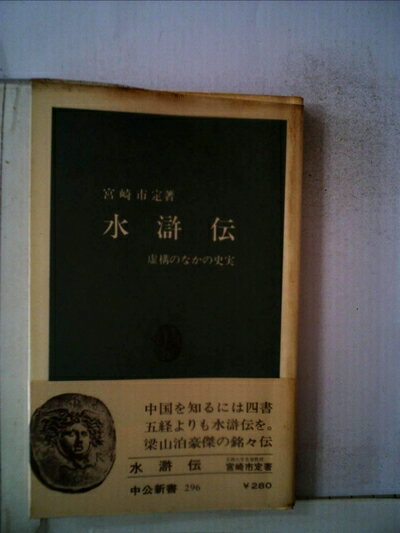 宮崎市定著
水滸伝
虚構のなかの史実
中国を知るには四書
五経よりも水滸伝を。
梁山泊豪傑の銘々伝
水滸伝
宮崎市定著
中公新書 296 ¥280